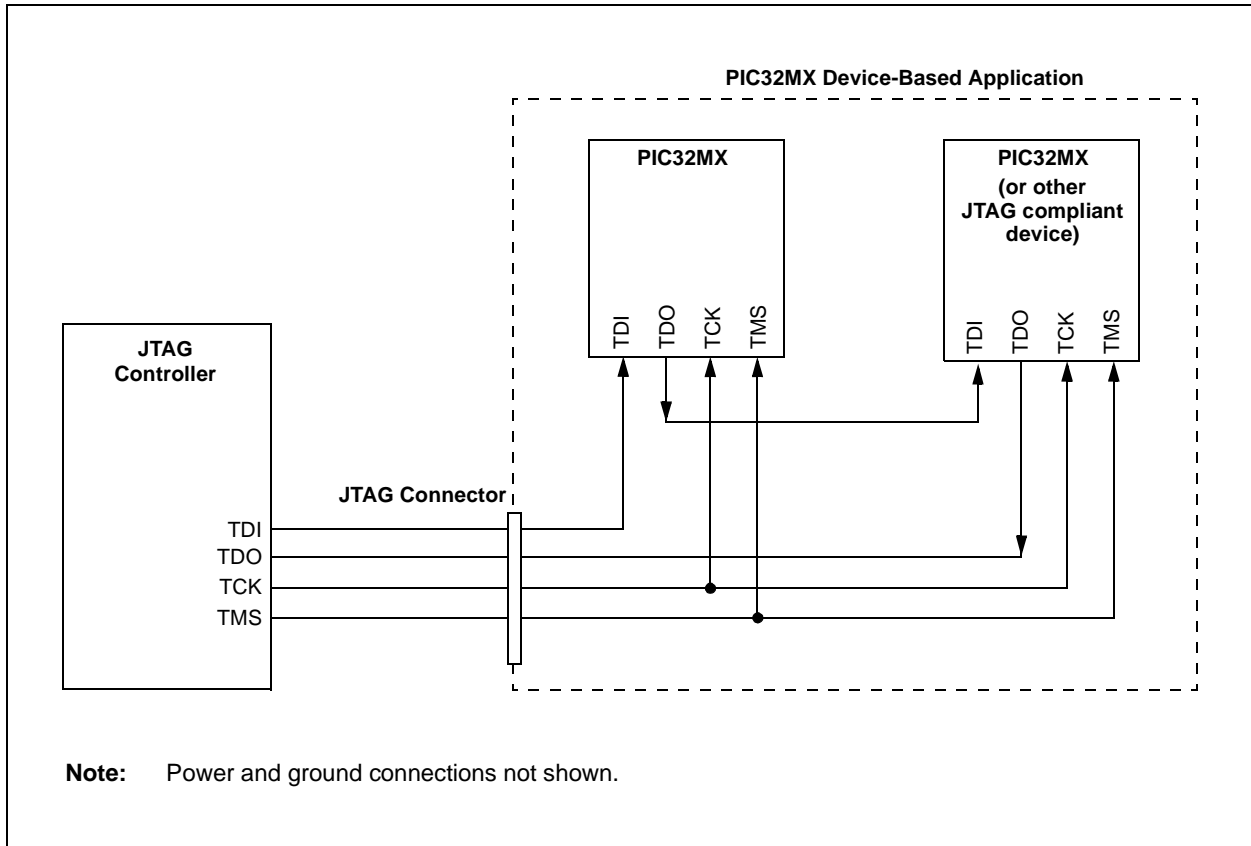 PIC32MX Device-Based Application
PIC32MX
TDI
TDO
TCK
TMS
PIC32MX
(or other
JTAG compliant
device)
TDI
TDO
TCK
TMS
JTAG
Controller
TDI
TDO
TCK
TMS
JTAG Connector
Note: Power and ground connections not shown.